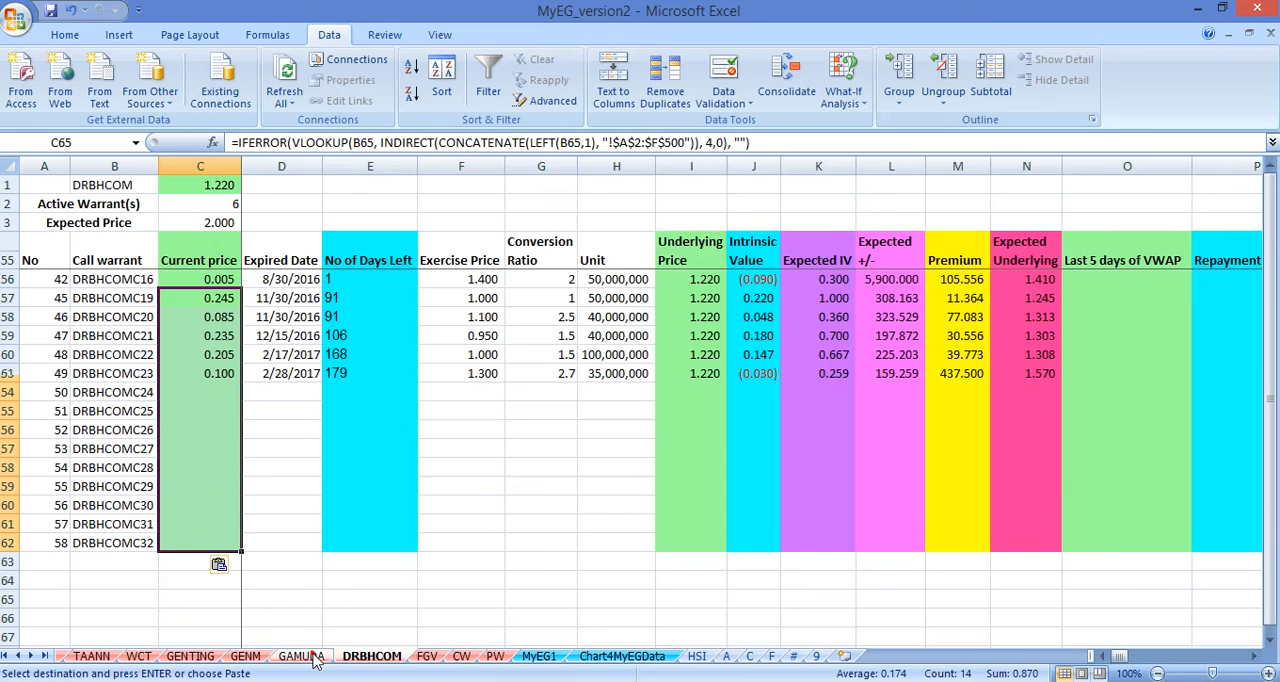 MyEG_version2 - Microsoft Excel
Home Insert Page Layout Formulas Data Review View
From Access
From Web
From Text
From Other Sources
Existing Connections
Get External Data
Refresh All
Connections
Properties
Edit Links
Connections
Sort
Filter
Clear
Reapply
Advanced
Sort & Filter
Text to Columns
Remove Duplicates
Data Validation
Consolidate
What-If Analysis
Data Tools
Group
Ungroup
Subtotal
Show Detail
Hide Detail
Outline
C65 fx =IFERROR(VLOOKUP(B65, INDIRECT(CONCATENATE(LEFT(B65,1), "!$A$2:$F$500")), 4,0), "")
A B C D E F G H I J K L M N O P
1 DRBHCOM 1.220
2 Active Warrant(s) 6
3 Expected Price 2.000
55 No Call warrant Current price Expired Date No of Days Left Exercise Price Conversion Ratio Unit Underlying Price Intrinsic Value Expected IV Expected +/- Premium Expected Underlying Last 5 days of VWAP Repayment
56 42 DRBHCOMC16 0.005 8/30/2016 1 1.400 2 50,000,000 1.220 (0.090) 0.300 5,900.000 105.556 1.410
57 45 DRBHCOMC19 0.245 11/30/2016 91 1.000 1 50,000,000 1.220 0.220 1.000 308.163 11.364 1.245
58 46 DRBHCOMC20 0.085 11/30/2016 91 1.100 2.5 40,000,000 1.220 0.048 0.360 323.529 77.083 1.313
59 47 DRBHCOMC21 0.235 12/15/2016 106 0.950 1.5 40,000,000 1.220 0.180 0.700 197.872 30.556 1.303
60 48 DRBHCOMC22 0.205 2/17/2017 168 1.000 1.5 100,000,000 1.220 0.147 0.667 225.203 39.773 1.308
49 DRBHCOMC23 0.100 2/28/2017 179 1.300 2.7 35,000,000 1.220 (0.030) 0.259 159.259 437.500 1.570
54 50 DRBHCOMC24
55 51 DRBHCOMC25
56 52 DRBHCOMC26
57 53 DRBHCOMC27
58 54 DRBHCOMC28
59 55 DRBHCOMC29
60 56 DRBHCOMC30
61 57 DRBHCOMC31
62 58 DRBHCOMC32
63
64
65
66
67
TAANN WCT GENTING GENM GAMUDA DRBHCOM FGV CW PW MyEG1 Chart4MyEGData HSI A C F # 9
Select destination and press ENTER or choose Paste Average: 0.174 Count: 14 Sum: 0.870 100%